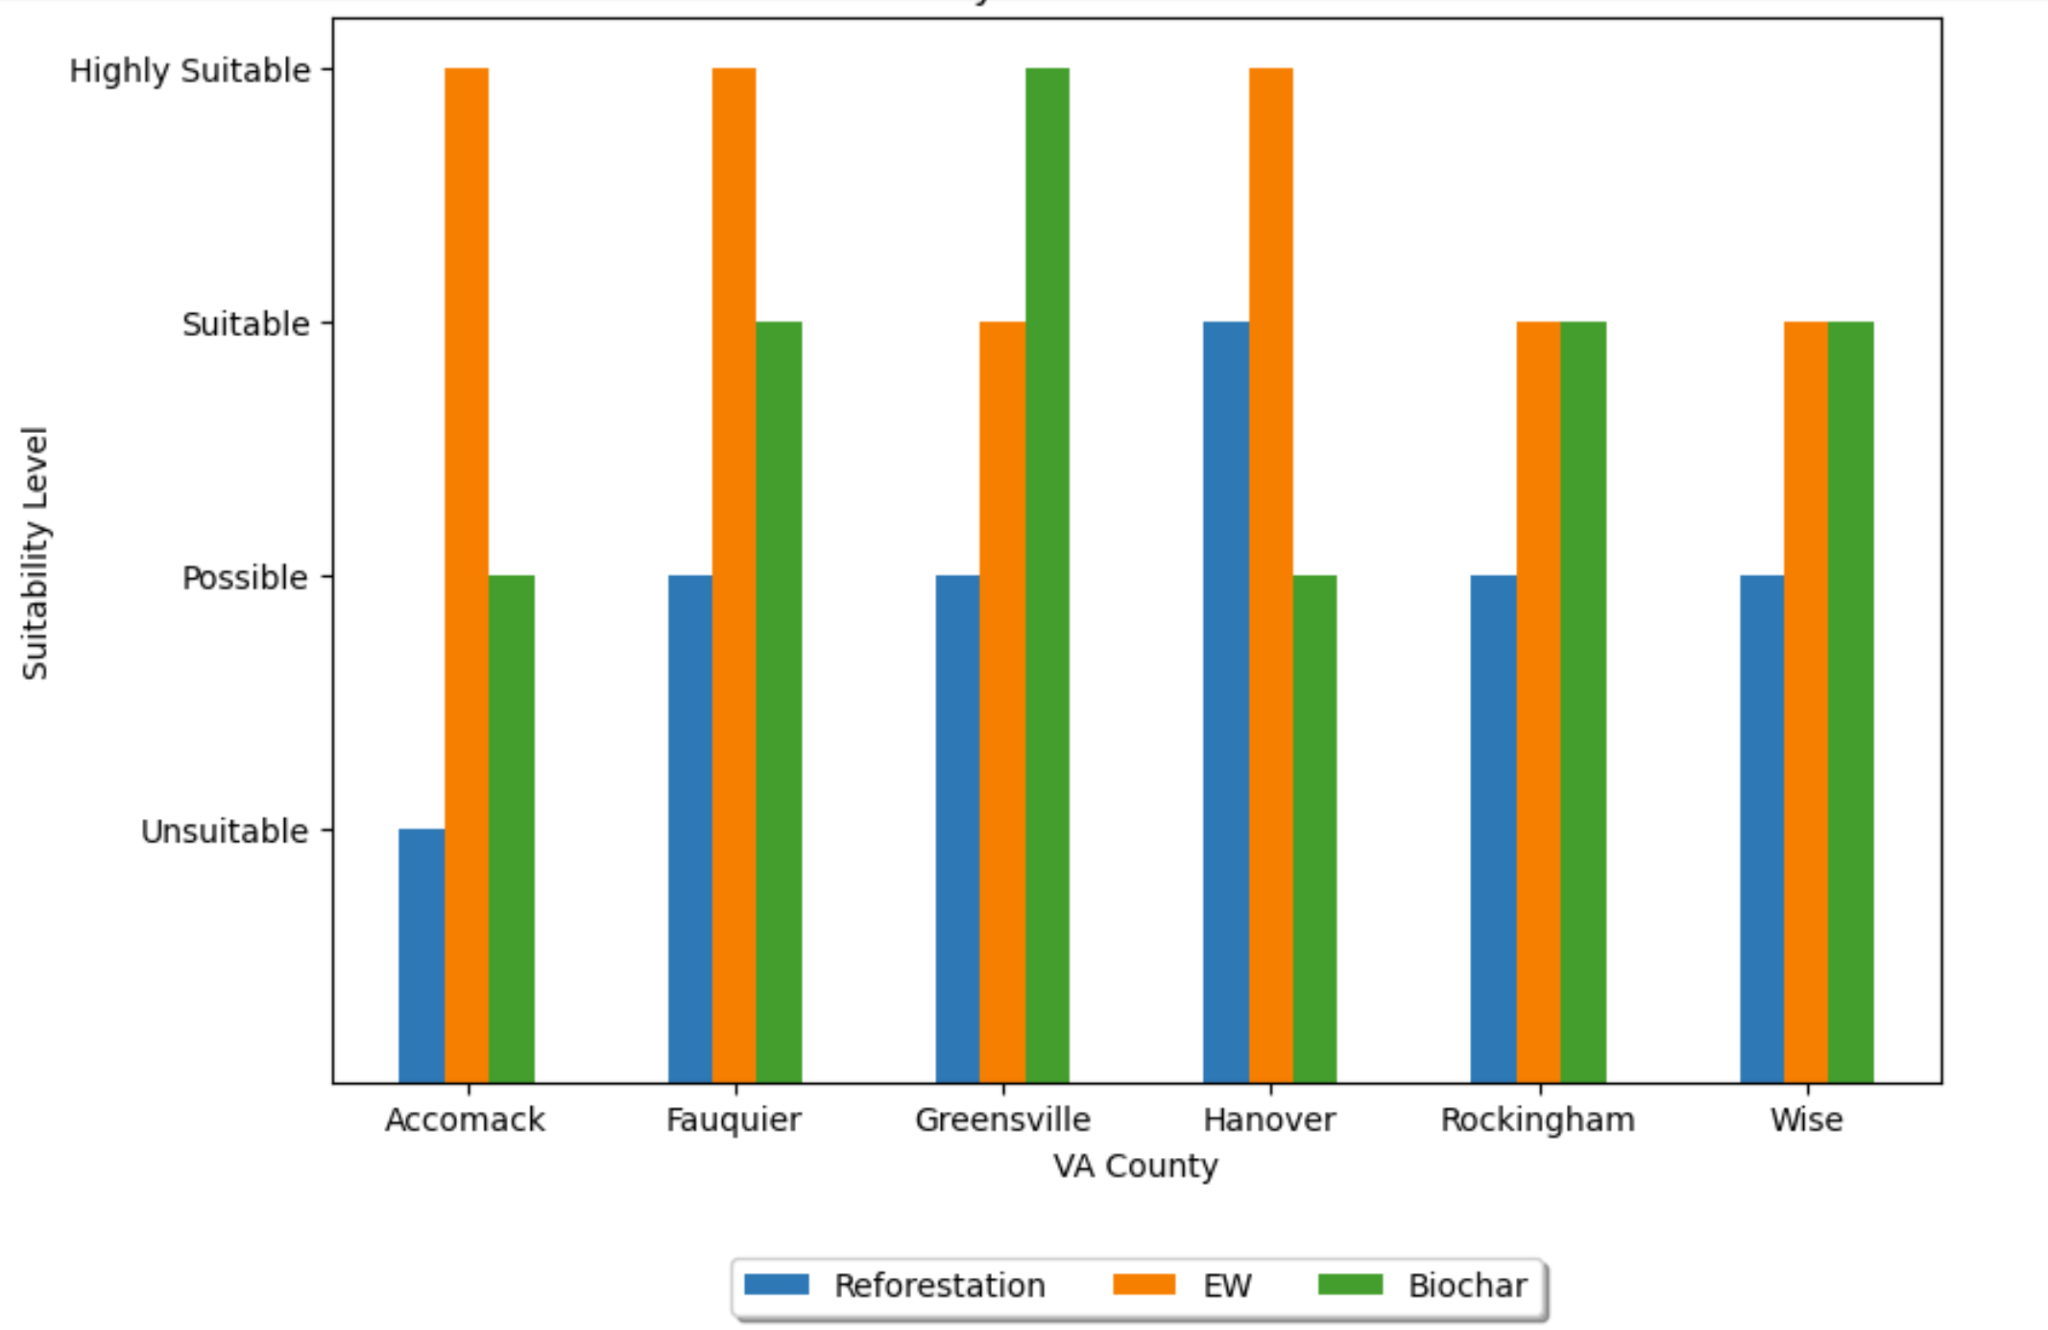 Highly Suitable
Suitable
Possible
Unsuitable
Suitability Level
Accomack Fauquier Greensville Hanover Rockingham Wise
VA County
Reforestation EW Biochar